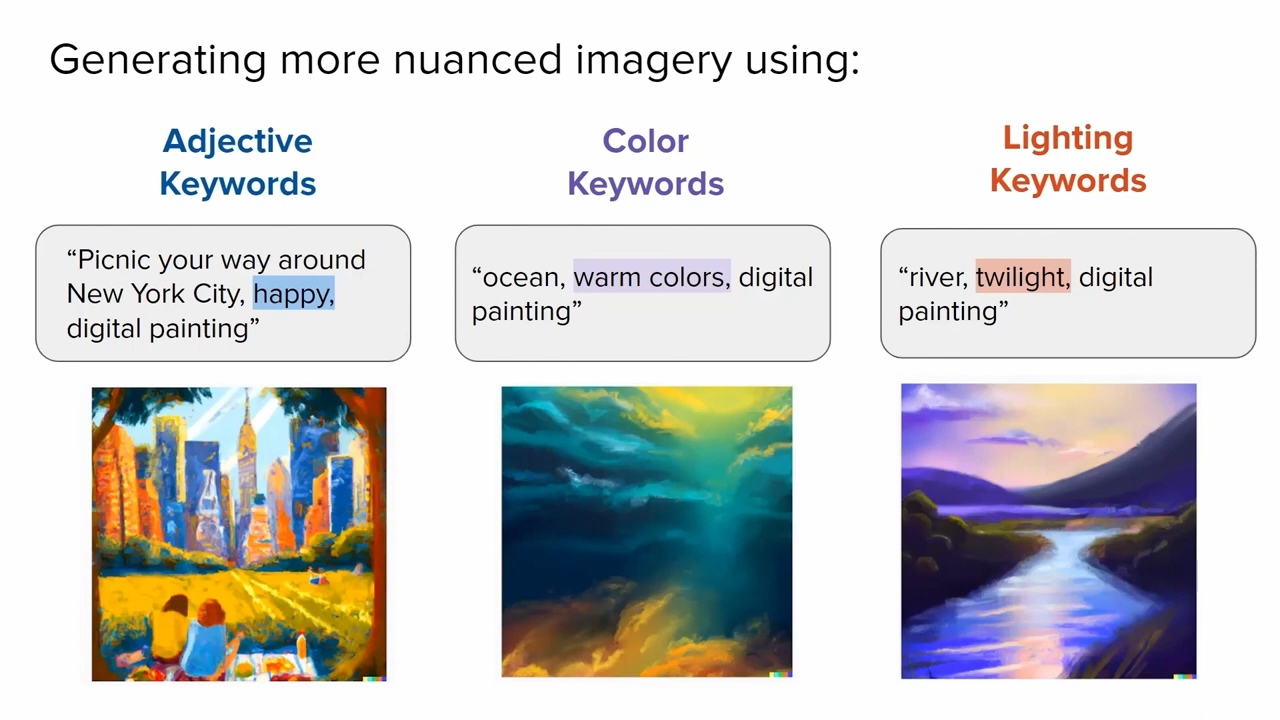 Generating more nuanced imagery using:
Adjective
Keywords
“Picnic your way around
New York City, happy,
digital painting”
Color
Keywords
“ocean, warm colors, digital
painting”
Lighting
Keywords
“river, twilight, digital
painting”